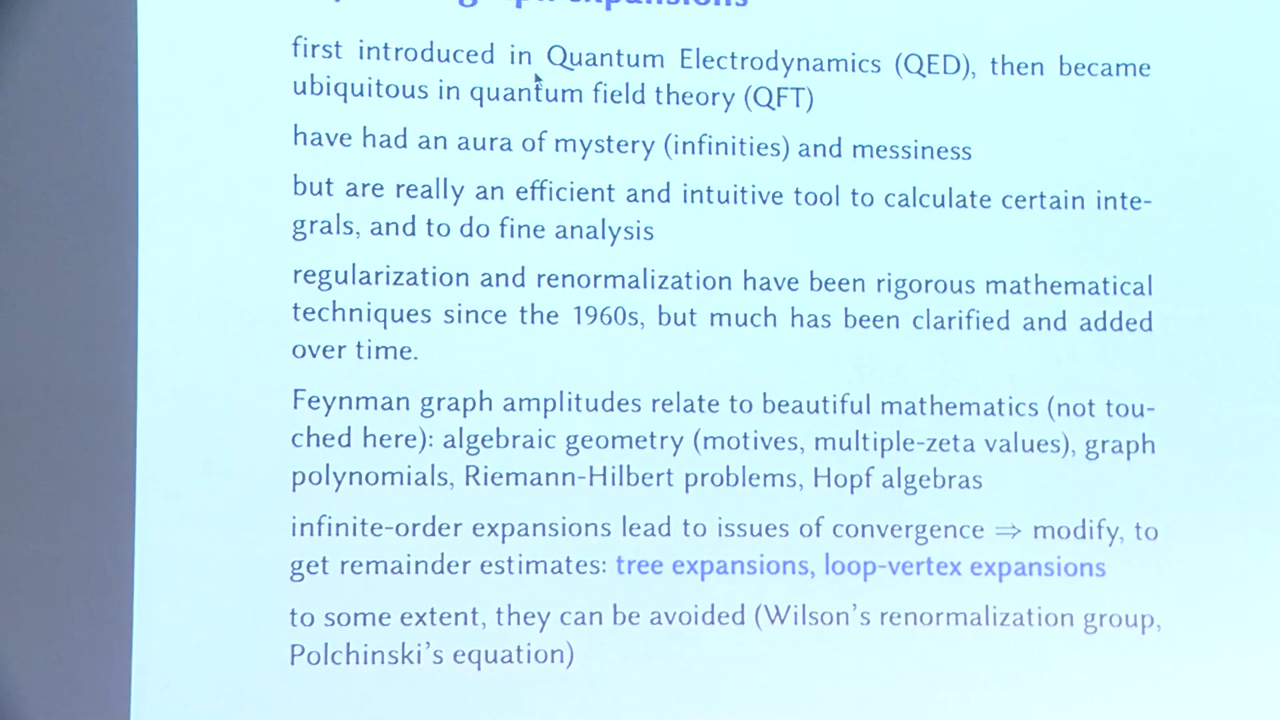 expansions
first introduced in Quantum Electrodynamics (QED), then became
ubiquitous in quantum field theory (QFT)
have had an aura of mystery (infinities) and messiness
but are really an efficient and intuitive tool to calculate certain inte-
grals, and to do fine analysis
regularization and renormalization have been rigorous mathematical
techniques since the 1960s, but much has been clarified and added
over time.
Feynman graph amplitudes relate to beautiful mathematics (not tou-
ched here): algebraic geometry (motives, multiple-zeta values), graph
polynomials, Riemann-Hilbert problems, Hopf algebras
infinite-order expansions lead to issues of convergence ⇒ modify, to
get remainder estimates: tree expansions, loop-vertex expansions
to some extent, they can be avoided (Wilson's renormalization group,
Polchinski's equation)